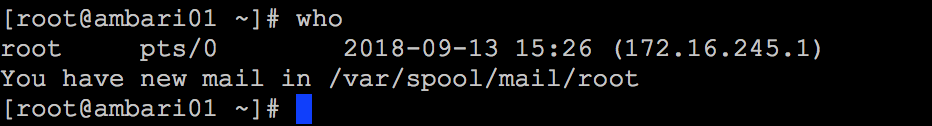 [root@ambari01 ~]# who
root     pts/0        2018-09-13 15:26 (172.16.245.1)
You have new mail in /var/spool/mail/root
[root@ambari01 ~]#